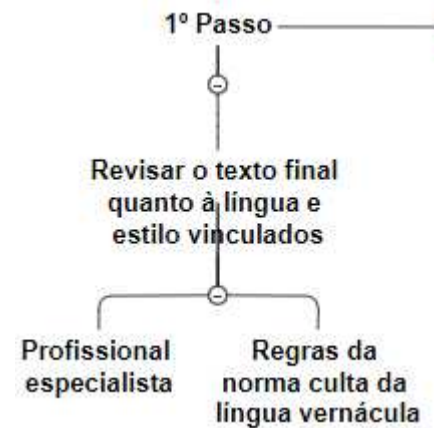 1º Passo
Revisar o texto final
quanto à língua e
estilo vinculados
Profissional
especialista
Regras da
norma culta da
língua vernácula